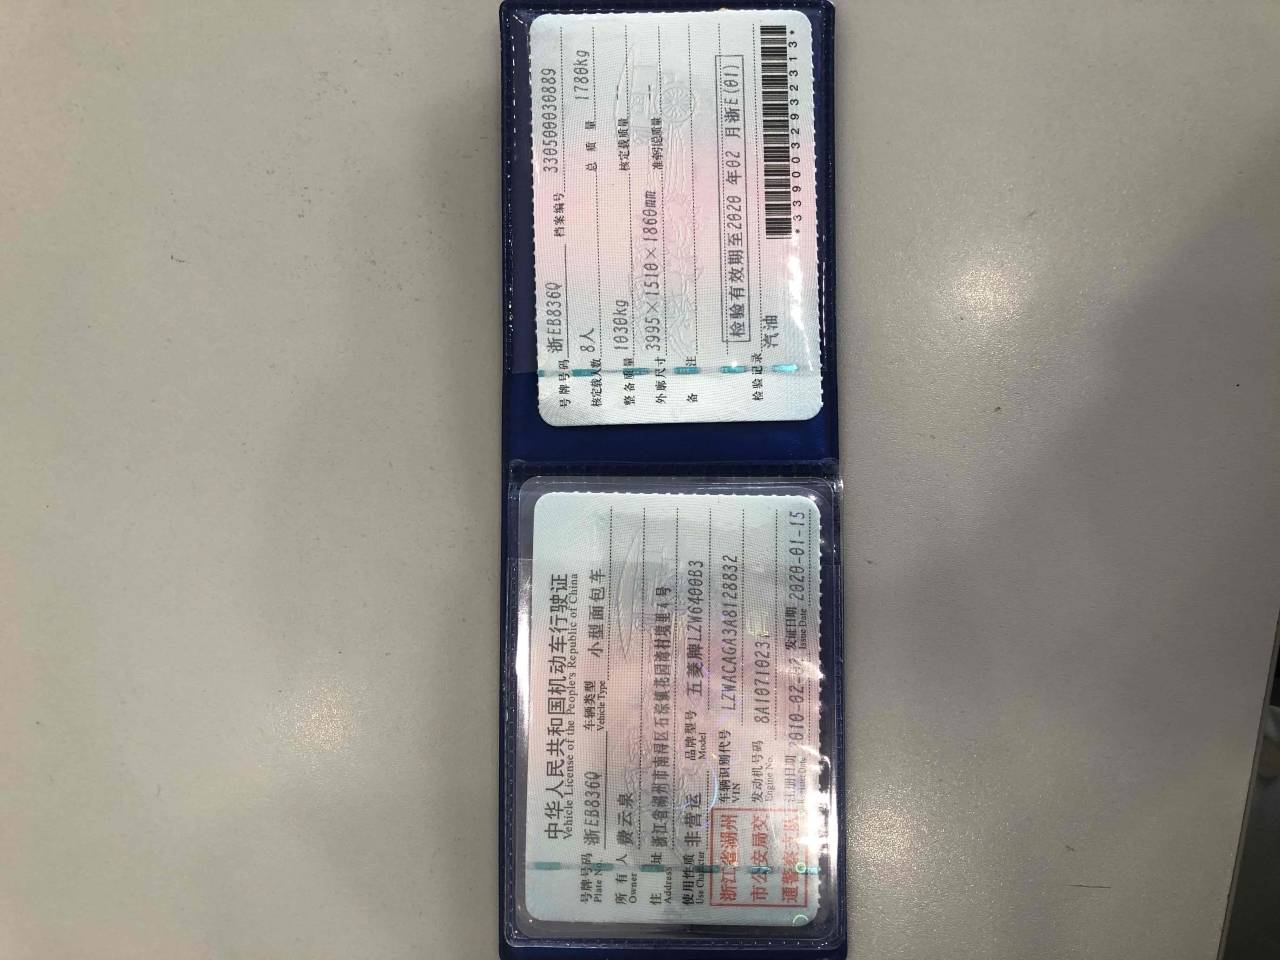 中华人民共和国机动车行驶证
Vehicle License of the People's Republic of China
号牌号码 浙EB836Q 车辆类型 小型面包车
Plate No. Vehicle Type
所有人 费云泉
Owner
住址 浙江省湖州市南浔区石淙镇花园湾村
Address
使用性质 非营运 品牌型号 五菱牌LZW6400B3
Use Character Model
浙江省湖州
市公安局交
通警察支队
车辆识别代号 LZWACAGA3A8128832
VIN
发动机号码 8A1071023
Engine No.
注册日期 2010-02-02 发证日期 2020-01-15
Issue Date
号牌号码 浙EB836Q 档案编号 330500030889
核定载人数 8人 总质量 1780kg
整备质量 1030kg 核定载质量 --
外廓尺寸 3995×1510×1860mm 准牵引总质量 --
备注
检验有效期至2020 年02 月浙E(01)
检验记录
汽油
*3390032932313*